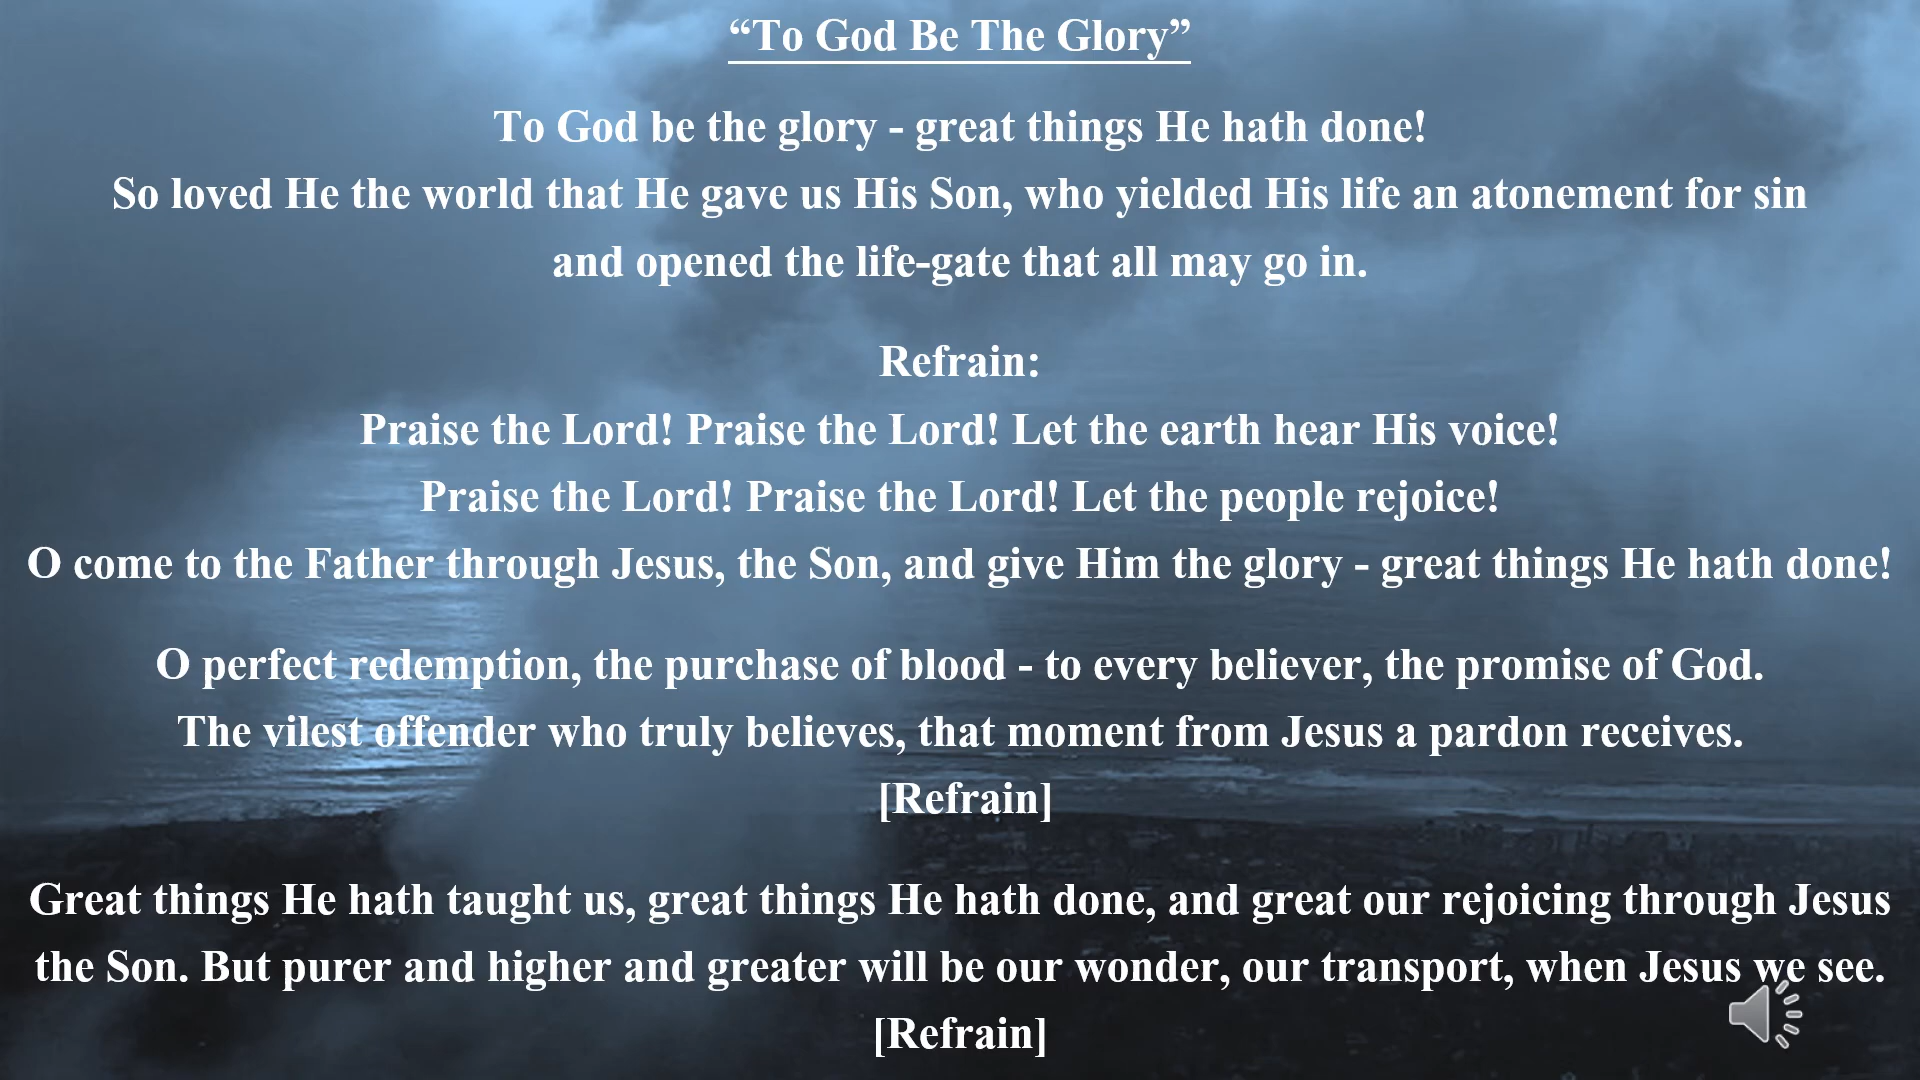 “To God Be The Glory”
To God be the glory - great things He hath done!
So loved He the world that He gave us His Son, who yielded His life an atonement for sin
and opened the life-gate that all may go in.
Refrain:
Praise the Lord! Praise the Lord! Let the earth hear His voice!
Praise the Lord! Praise the Lord! Let the people rejoice!
O come to the Father through Jesus, the Son, and give Him the glory - great things He hath done!
O perfect redemption, the purchase of blood - to every believer, the promise of God.
The vilest offender who truly believes, that moment from Jesus a pardon receives.
[Refrain]
Great things He hath taught us, great things He hath done, and great our rejoicing through Jesus
the Son. But purer and higher and greater will be our wonder, our transport, when Jesus we see.
[Refrain]